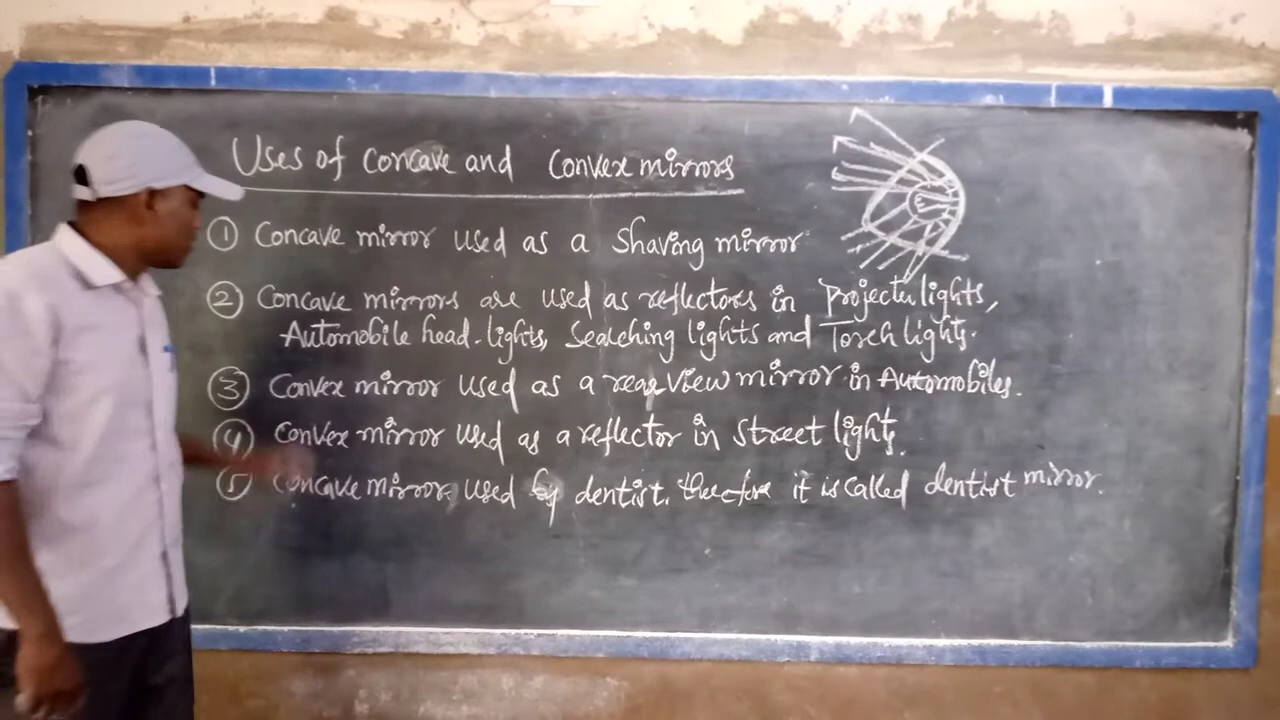 Uses of Concave and Convex mirrors
① Concave mirror used as a Shaving mirror
② Concave mirrors are used as reflectors in Projector lights,
Automobile head-lights, Searching lights and Torch lights.
③ Convex mirror used as a rear view mirror in Automobiles.
④ Convex mirror used as a reflector in street lights.
⑤ Concave mirror used by dentist. therefore it is called dentist mirror.